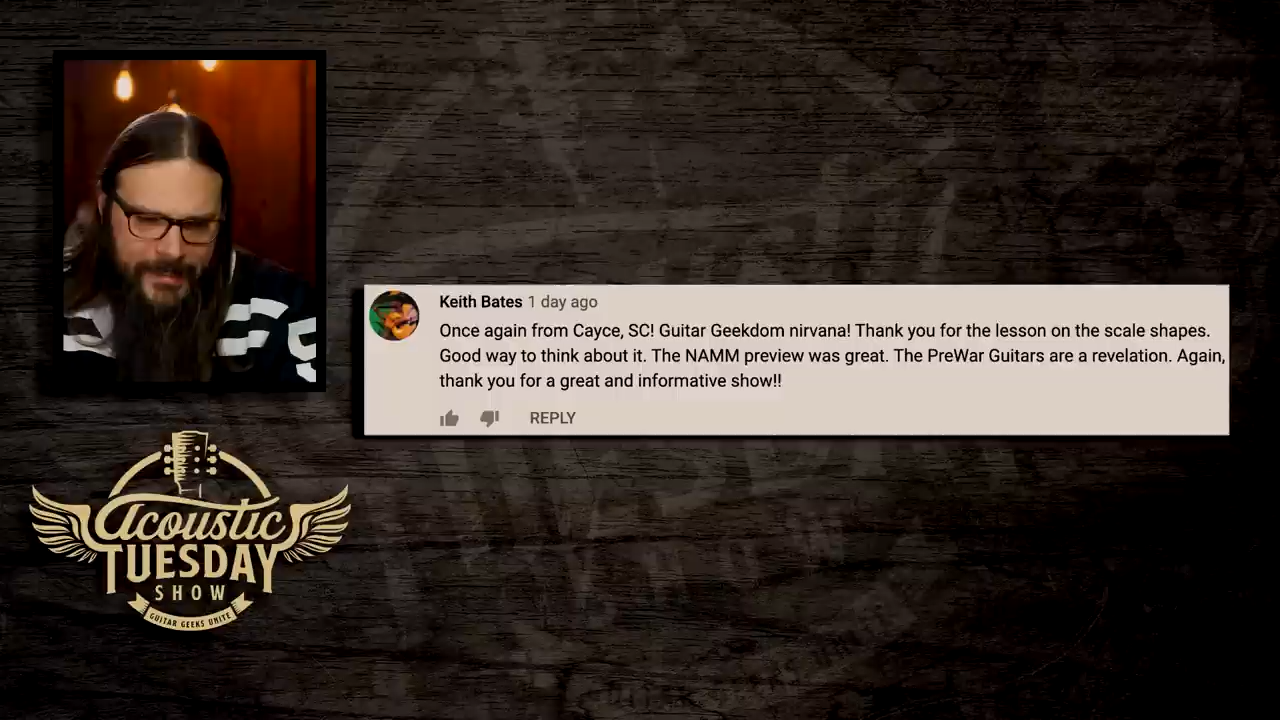 Keith Bates 1 day ago
Once again from Cayce, SC! Guitar Geekdom nirvana! Thank you for the lesson on the scale shapes.
Good way to think about it. The NAMM preview was great. The PreWar Guitars are a revelation. Again,
thank you for a great and informative show!!
REPLY
Acoustic
TUESDAY
SHOW
GUITAR GEEKS UNITE